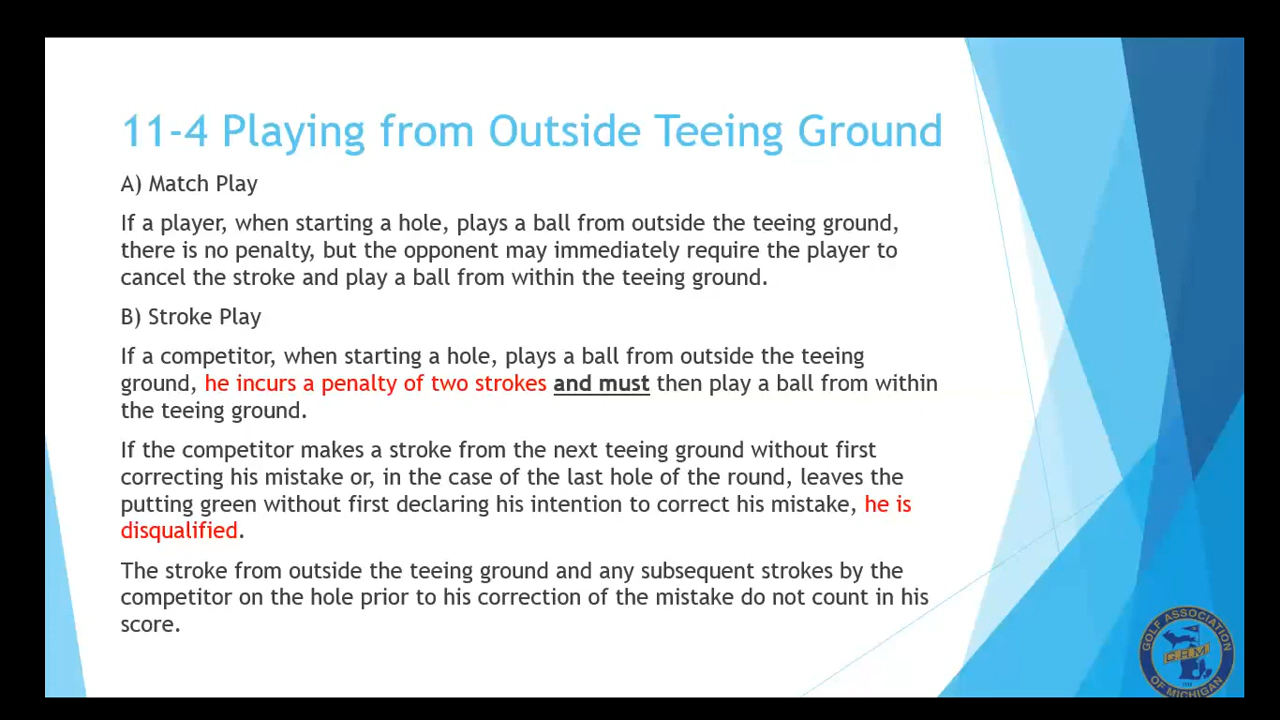 11-4 Playing from Outside Teeing Ground
A) Match Play
If a player, when starting a hole, plays a ball from outside the teeing ground,
there is no penalty, but the opponent may immediately require the player to
cancel the stroke and play a ball from within the teeing ground.
B) Stroke Play
If a competitor, when starting a hole, plays a ball from outside the teeing
ground, he incurs a penalty of two strokes and must then play a ball from within
the teeing ground.
If the competitor makes a stroke from the next teeing ground without first
correcting his mistake or, in the case of the last hole of the round, leaves the
putting green without first declaring his intention to correct his mistake, he is
disqualified.
The stroke from outside the teeing ground and any subsequent strokes by the
competitor on the hole prior to his correction of the mistake do not count in his
score.
GOLF ASSOCIATION
OF MICHIGAN